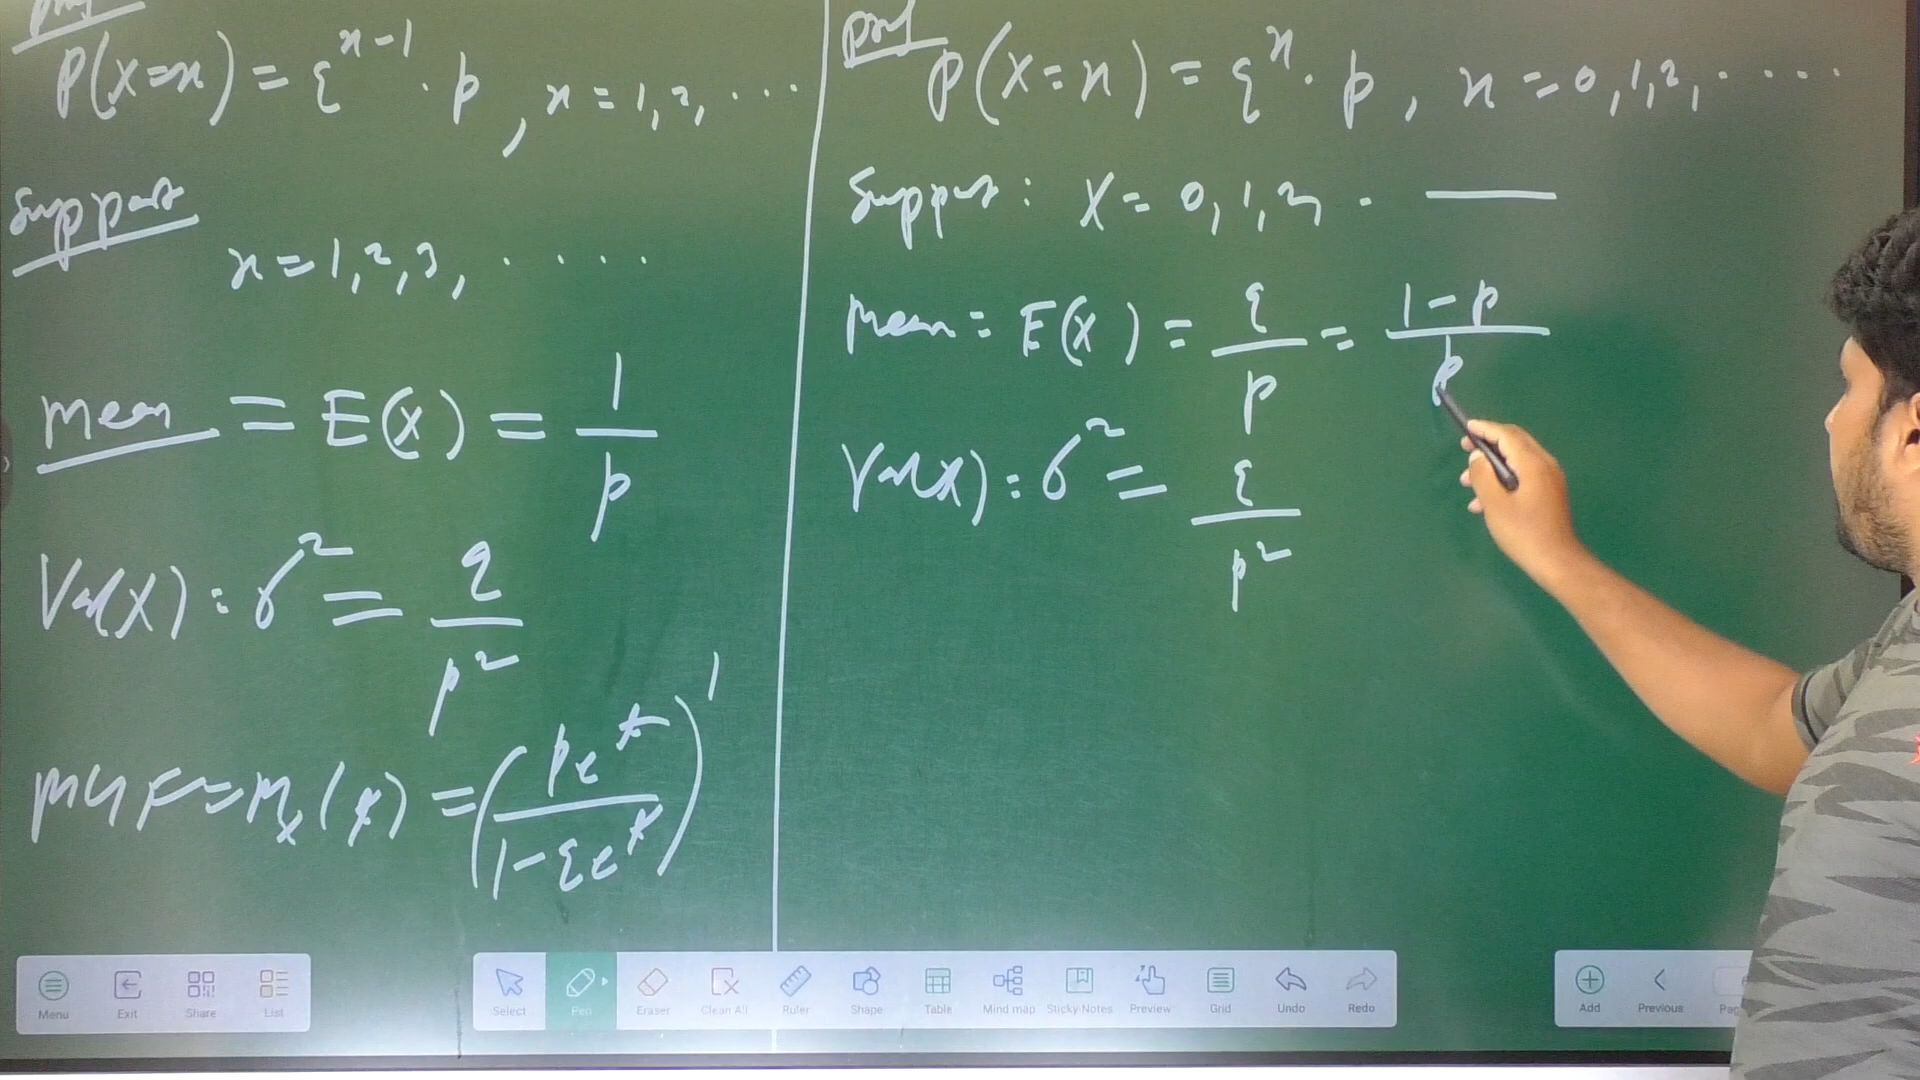 pmf
P(X=x) = q^{x-1} · p , x = 1, 2, ...
Support
x = 1, 2, 3, .....
Mean = E(X) = 1/p
Var(X) : σ² = q/p²
MGF = M_x(t) = (pe^t / 1-qe^t)^1
pmf
P(X=x) = q^x · p , x = 0, 1, 2, ....
Support : X = 0, 1, 2, - —
Mean = E(X) = q/p = 1-p/p
Var(X) : σ² = q/p²
Menu
Exit
Share
List
Select
Pen
Eraser
Clean All
Ruler
Shape
Table
Mind map
Sticky-Notes
Preview
Grid
Undo
Redo
Add
Previous